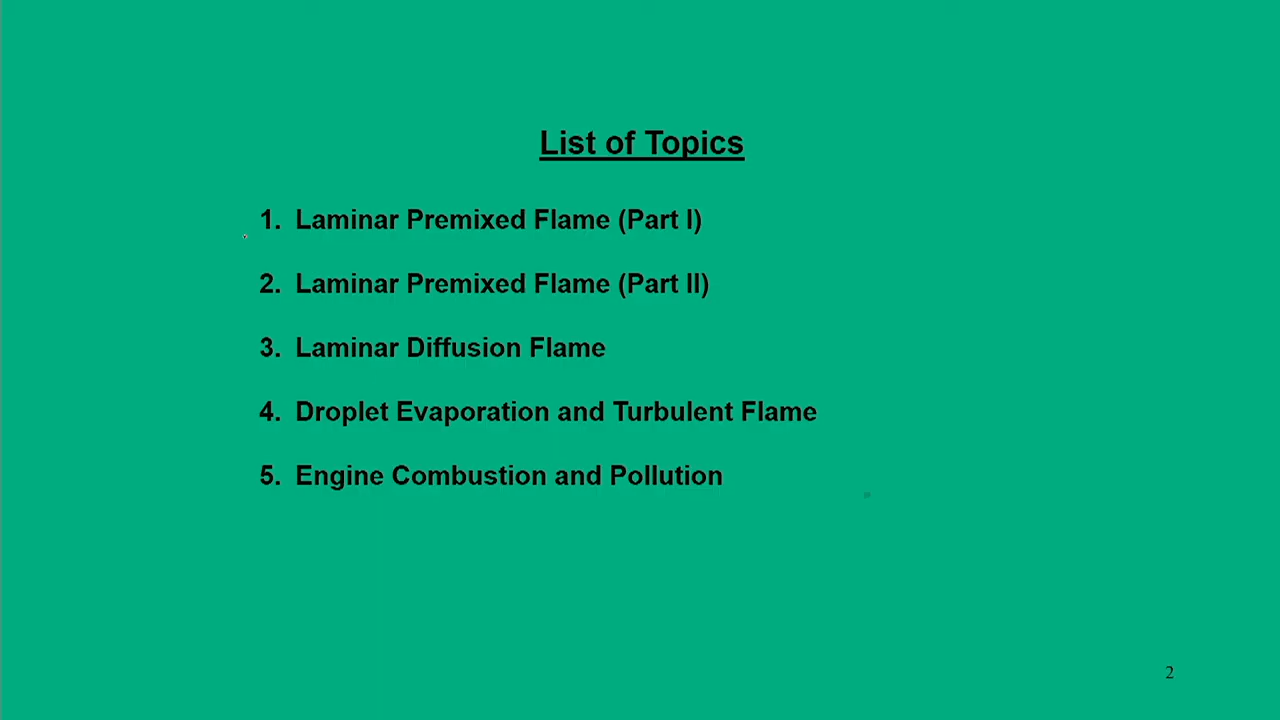 List of Topics
1. Laminar Premixed Flame (Part I)
2. Laminar Premixed Flame (Part II)
3. Laminar Diffusion Flame
4. Droplet Evaporation and Turbulent Flame
5. Engine Combustion and Pollution
2